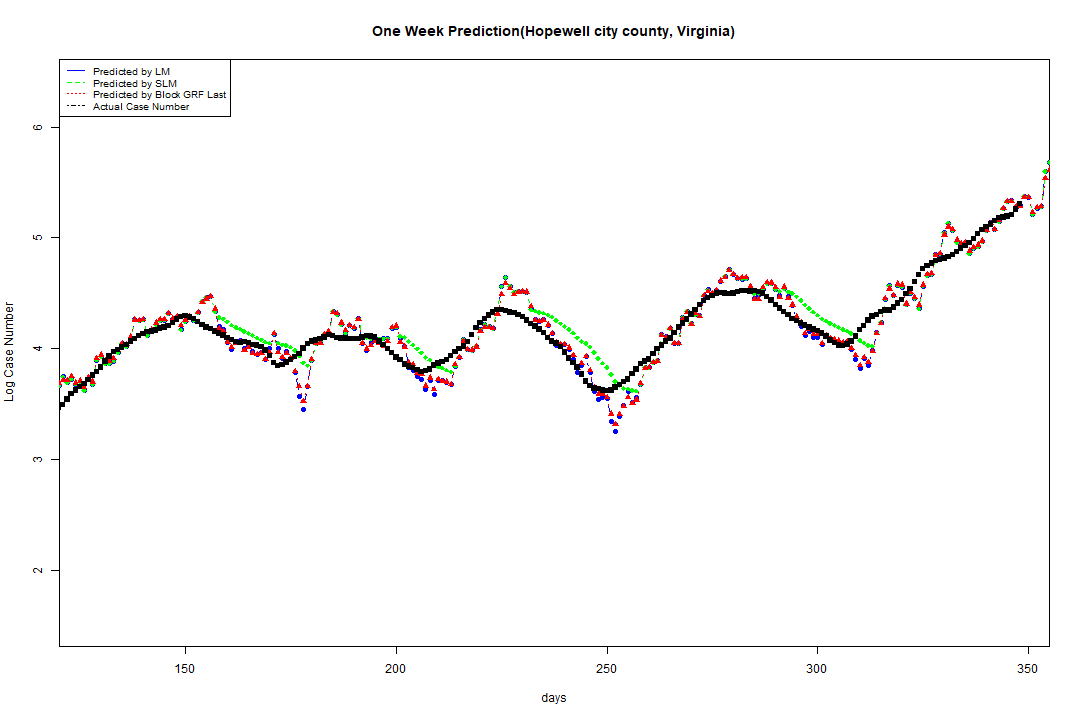 One Week Prediction(Hopewell city county, Virginia)
Predicted by LM
Predicted by SLM
Predicted by Block GRF Last
Actual Case Number
Log Case Number
6
5
4
3
2
150 200 250 300 350
days